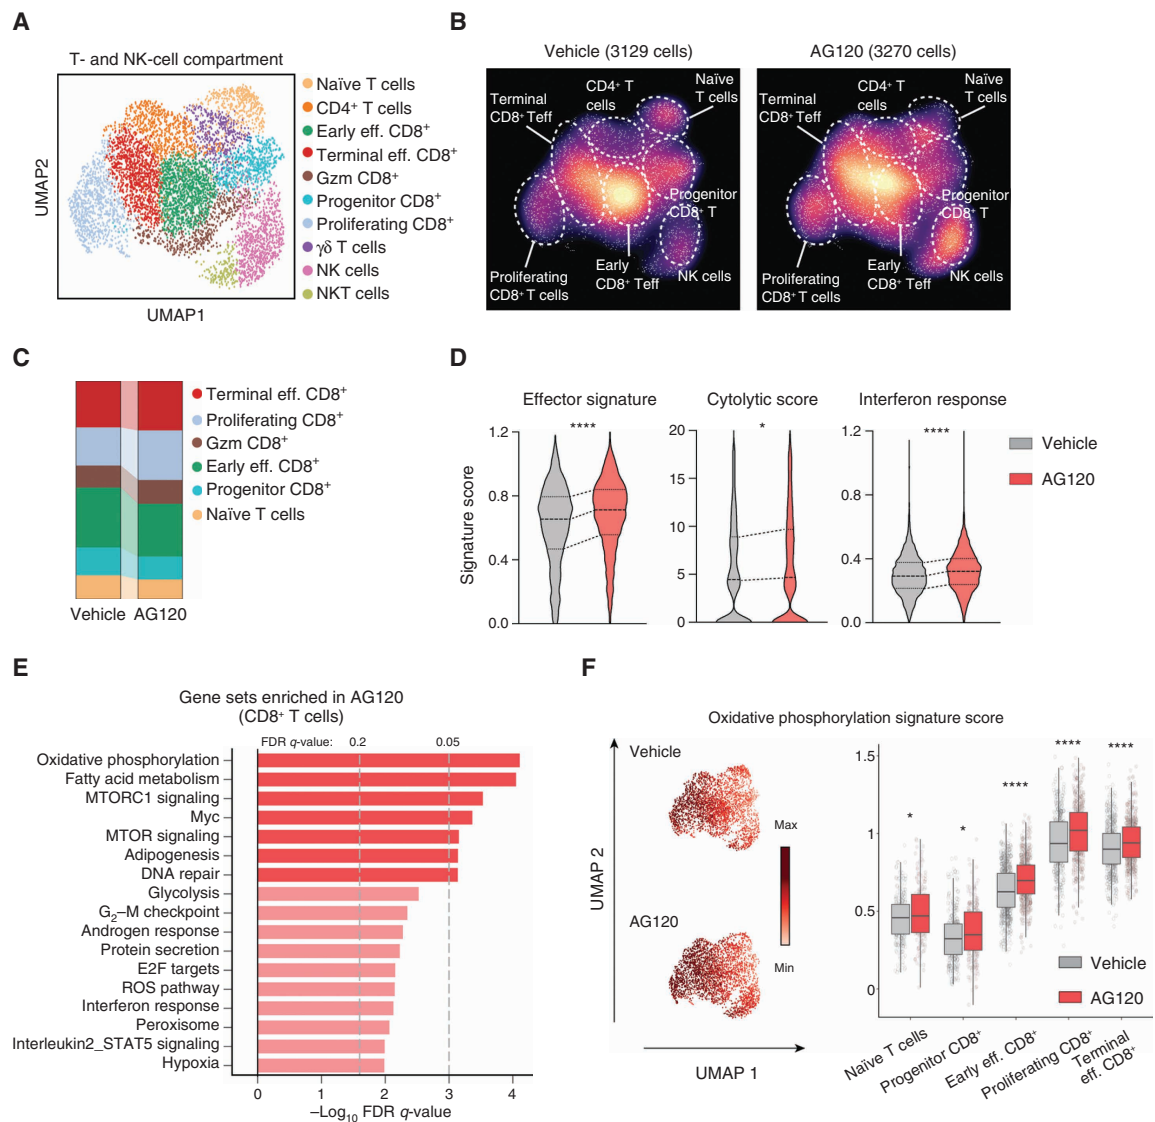 A
T- and NK-cell compartment
UMAP2
UMAP1
Naïve T cells
CD4⁺ T cells
Early eff. CD8⁺
Terminal eff. CD8⁺
Gzm CD8⁺
Progenitor CD8⁺
Proliferating CD8⁺
γδ T cells
NK cells
NKT cells
B
Vehicle (3129 cells)
Terminal
CD8⁺ Teff
CD4⁺ T
cells
Naïve
T cells
Progenitor
CD8⁺ T
Proliferating
CD8⁺ T cells
Early
CD8⁺ Teff
NK cells
AG120 (3270 cells)
Terminal
CD8⁺ Teff
CD4⁺ T
cells
Naïve
T cells
Progenitor
CD8⁺ T
Proliferating
CD8⁺ T cells
Early
CD8⁺ Teff
NK cells
C
Terminal eff. CD8⁺
Proliferating CD8⁺
Gzm CD8⁺
Early eff. CD8⁺
Progenitor CD8⁺
Naïve T cells
Vehicle AG120
D
Signature score
Effector signature
****
1.2
0.8
0.4
0.0
Cytolytic score
*
20
10
5
0
Interferon response
****
1.2
0.8
0.4
0.0
Vehicle
AG120
E
Gene sets enriched in AG120
(CD8⁺ T cells)
FDR q-value: 0.2 0.05
Oxidative phosphorylation
Fatty acid metabolism
MTORC1 signaling
Myc
MTOR signaling
Adipogenesis
DNA repair
Glycolysis
G₂–M checkpoint
Androgen response
Protein secretion
E2F targets
ROS pathway
Interferon response
Peroxisome
Interleukin2_STAT5 signaling
Hypoxia
0 1 2 3 4
–Log₁₀ FDR q-value
F
Oxidative phosphorylation signature score
Vehicle
AG120
UMAP 2
UMAP 1
Max
Min
1.5
1
0.5
0
* * **** **** ****
Vehicle
AG120
Naïve T cells
Progenitor CD8⁺
Early eff. CD8⁺
Proliferating CD8⁺
Terminal
eff. CD8⁺